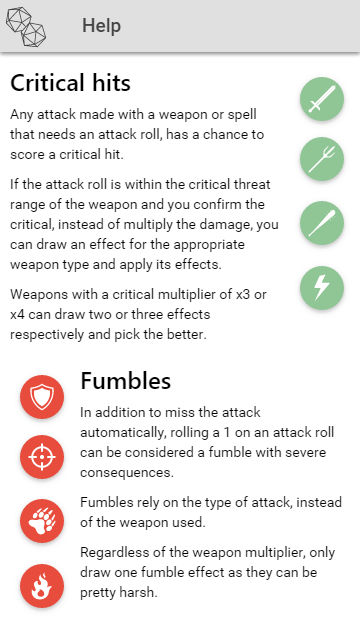 Help
Critical hits
Any attack made with a weapon or spell
that needs an attack roll, has a chance to
score a critical hit.
If the attack roll is within the critical threat
range of the weapon and you confirm the
critical, instead of multiply the damage, you
can draw an effect for the appropriate
weapon type and apply its effects.
Weapons with a critical multiplier of x3 or
x4 can draw two or three effects
respectively and pick the better.
Fumbles
In addition to miss the attack
automatically, rolling a 1 on an attack roll
can be considered a fumble with severe
consequences.
Fumbles rely on the type of attack, instead
of the weapon used.
Regardless of the weapon multiplier, only
draw one fumble effect as they can be
pretty harsh.